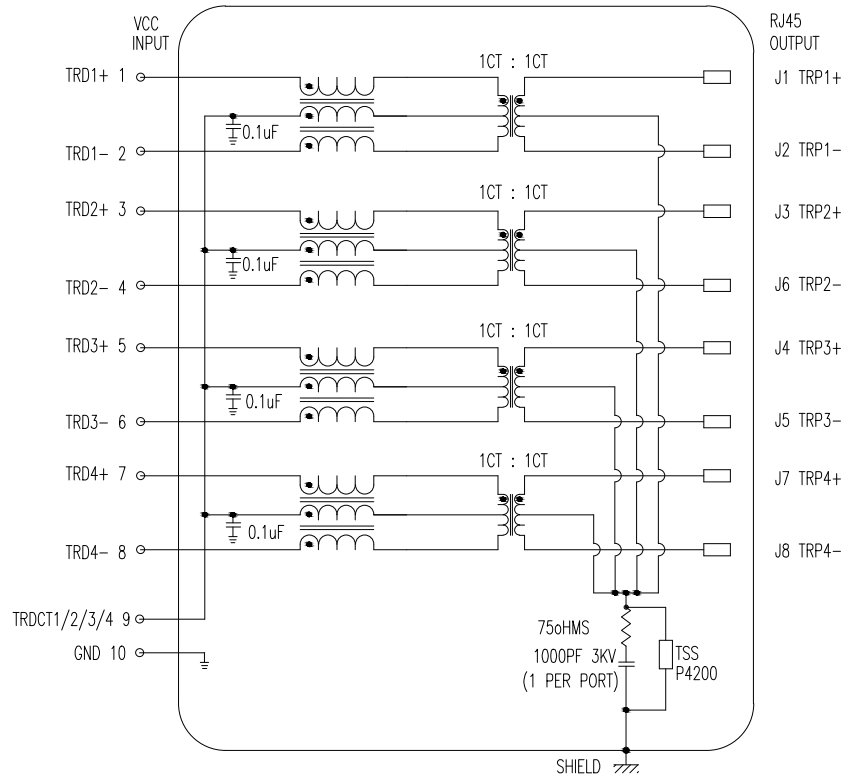 VCC
INPUT
RJ45
OUTPUT
1CT : 1CT
TRD1+ 1
J1 TRP1+
0.1uF
TRD1- 2
J2 TRP1-
1CT : 1CT
TRD2+ 3
J3 TRP2+
0.1uF
TRD2- 4
J6 TRP2-
1CT : 1CT
TRD3+ 5
J4 TRP3+
0.1uF
TRD3- 6
J5 TRP3-
1CT : 1CT
TRD4+ 7
J7 TRP4+
0.1uF
TRD4- 8
J8 TRP4-
TRDCT1/2/3/4 9
GND 10
75oHMS
1000PF 3KV
(1 PER PORT)
TSS
P4200
SHIELD